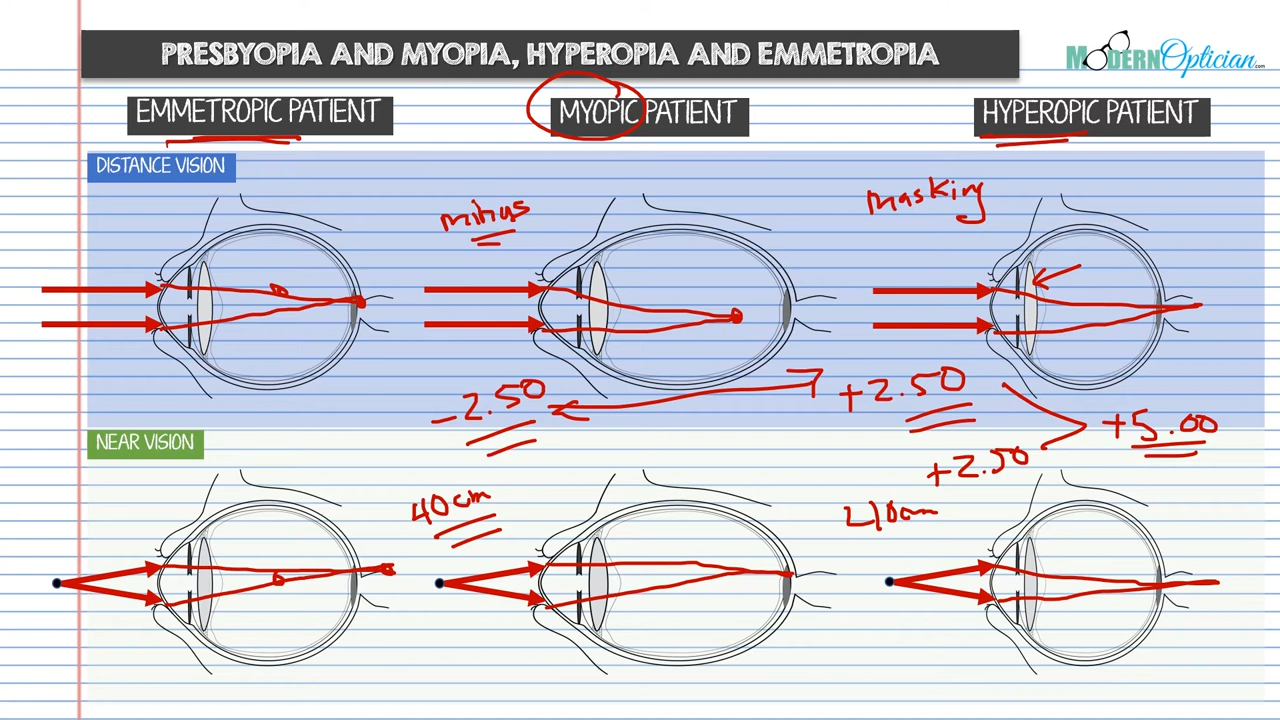 PRESBYOPIA AND MYOPIA, HYPEROPIA AND EMMETROPIA
MODERNOptician.com
EMMETROPIC PATIENT
MYOPIC PATIENT
HYPEROPIC PATIENT
DISTANCE VISION
minus
masking
-2.50
+2.50
+5.00
NEAR VISION
+2.50
40cm